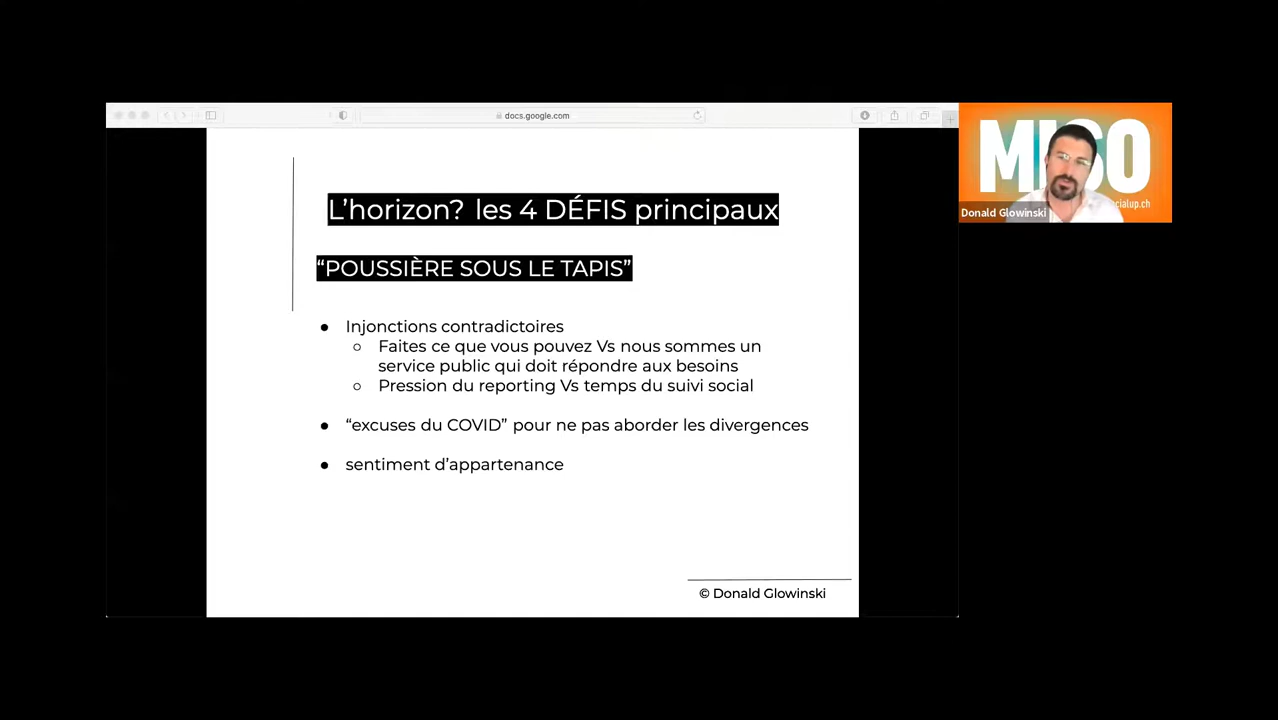 docs.google.com
MISO
cialup.ch
Donald Glowinski
L’horizon? les 4 DÉFIS principaux
“POUSSIÈRE SOUS LE TAPIS”
● Injonctions contradictoires
○ Faites ce que vous pouvez Vs nous sommes un
service public qui doit répondre aux besoins
○ Pression du reporting Vs temps du suivi social
● “excuses du COVID” pour ne pas aborder les divergences
● sentiment d’appartenance
© Donald Glowinski